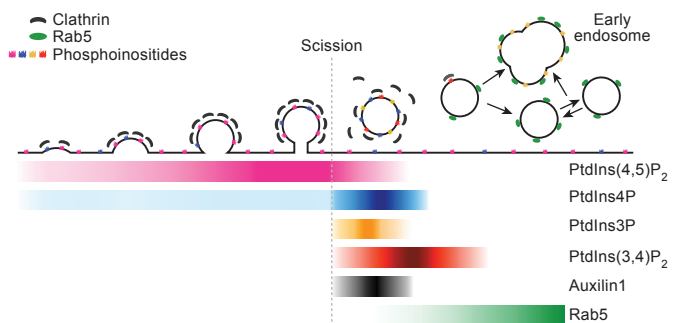 Clathrin
Rab5
Phosphoinositides
Scission
Early
endosome
PtdIns(4,5)P₂
PtdIns4P
PtdIns3P
PtdIns(3,4)P₂
Auxilin1
Rab5